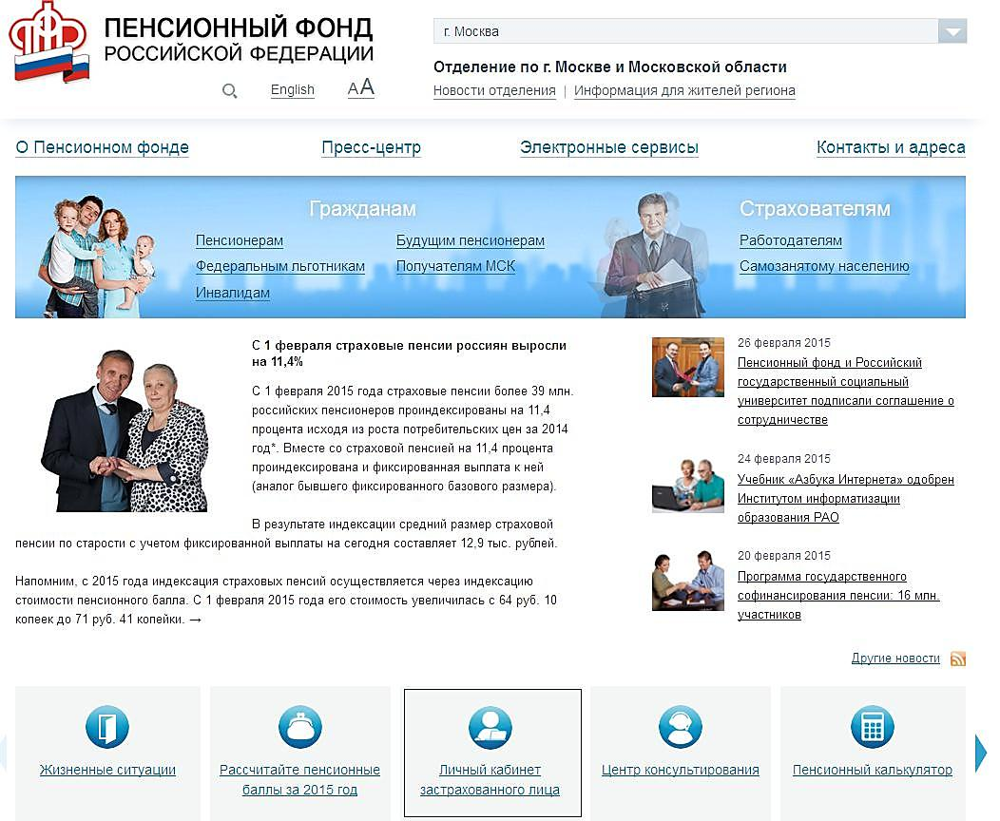 ПЕНСИОННЫЙ ФОНД
РОССИЙСКОЙ ФЕДЕРАЦИИ
English
AA
г. Москва
Отделение по г. Москве и Московской области
Новости отделения | Информация для жителей региона
О Пенсионном фонде
Пресс-центр
Электронные сервисы
Контакты и адреса
Гражданам
Пенсионерам
Будущим пенсионерам
Федеральным льготникам
Получателям МСК
Инвалидам
Страхователям
Работодателям
Самозанятому населению
С 1 февраля страховые пенсии россиян выросли
на 11,4%
С 1 февраля 2015 года страховые пенсии более 39 млн.
российских пенсионеров проиндексированы на 11,4
процента исходя из роста потребительских цен за 2014
год*. Вместе со страховой пенсией на 11,4 процента
проиндексирована и фиксированная выплата к ней
(аналог бывшего фиксированного базового размера).
В результате индексации средний размер страховой
пенсии по старости с учетом фиксированной выплаты на сегодня составляет 12,9 тыс. рублей.
Напомним, с 2015 года индексация страховых пенсий осуществляется через индексацию
стоимости пенсионного балла. С 1 февраля 2015 года его стоимость увеличилась с 64 руб. 10
копеек до 71 руб. 41 копейки. →
26 февраля 2015
Пенсионный фонд и Российский
государственный социальный
университет подписали соглашение о
сотрудничестве
24 февраля 2015
Учебник «Азбука Интернета» одобрен
Институтом информатизации
образования РАО
20 февраля 2015
Программа государственного
софинансирования пенсии: 16 млн.
участников
Другие новости
Жизненные ситуации
Рассчитайте пенсионные
баллы за 2015 год
Личный кабинет
застрахованного лица
Центр консультирования
Пенсионный калькулятор